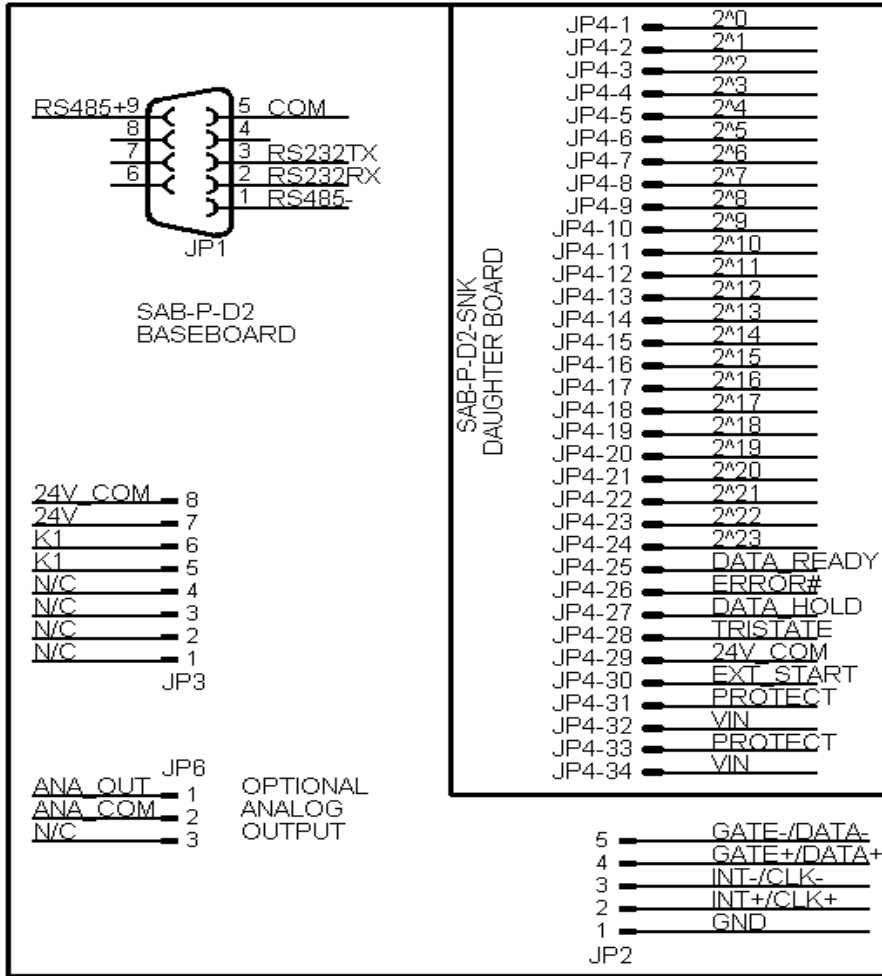 RS485+ 9
8
7
6
5 COM
4
3 RS232TX
2 RS232RX
1 RS485-
JP1
SAB-P-D2
BASEBOARD
24V_COM 8
24V 7
K1 6
K1 5
N/C 4
N/C 3
N/C 2
N/C 1
JP3
JP6
ANA_OUT 1 OPTIONAL
ANA_COM 2 ANALOG
N/C 3 OUTPUT
SAB-P-D2-SNK
DAUGHTER BOARD
JP4-1 2^0
JP4-2 2^1
JP4-3 2^2
JP4-4 2^3
JP4-5 2^4
JP4-6 2^5
JP4-7 2^6
JP4-8 2^7
JP4-9 2^8
JP4-10 2^9
JP4-11 2^10
JP4-12 2^11
JP4-13 2^12
JP4-14 2^13
JP4-15 2^14
JP4-16 2^15
JP4-17 2^16
JP4-18 2^17
JP4-19 2^18
JP4-20 2^19
JP4-21 2^20
JP4-22 2^21
JP4-23 2^22
JP4-24 2^23
JP4-25 DATA_READY
JP4-26 ERROR#
JP4-27 DATA_HOLD
JP4-28 TRISTATE
JP4-29 24V_COM
JP4-30 EXT_START
JP4-31 PROTECT
JP4-32 VIN
JP4-33 PROTECT
JP4-34 VIN
5 GATE-/DATA-
4 GATE+/DATA+
3 INT-/CLK-
2 INT+/CLK+
1 GND
JP2